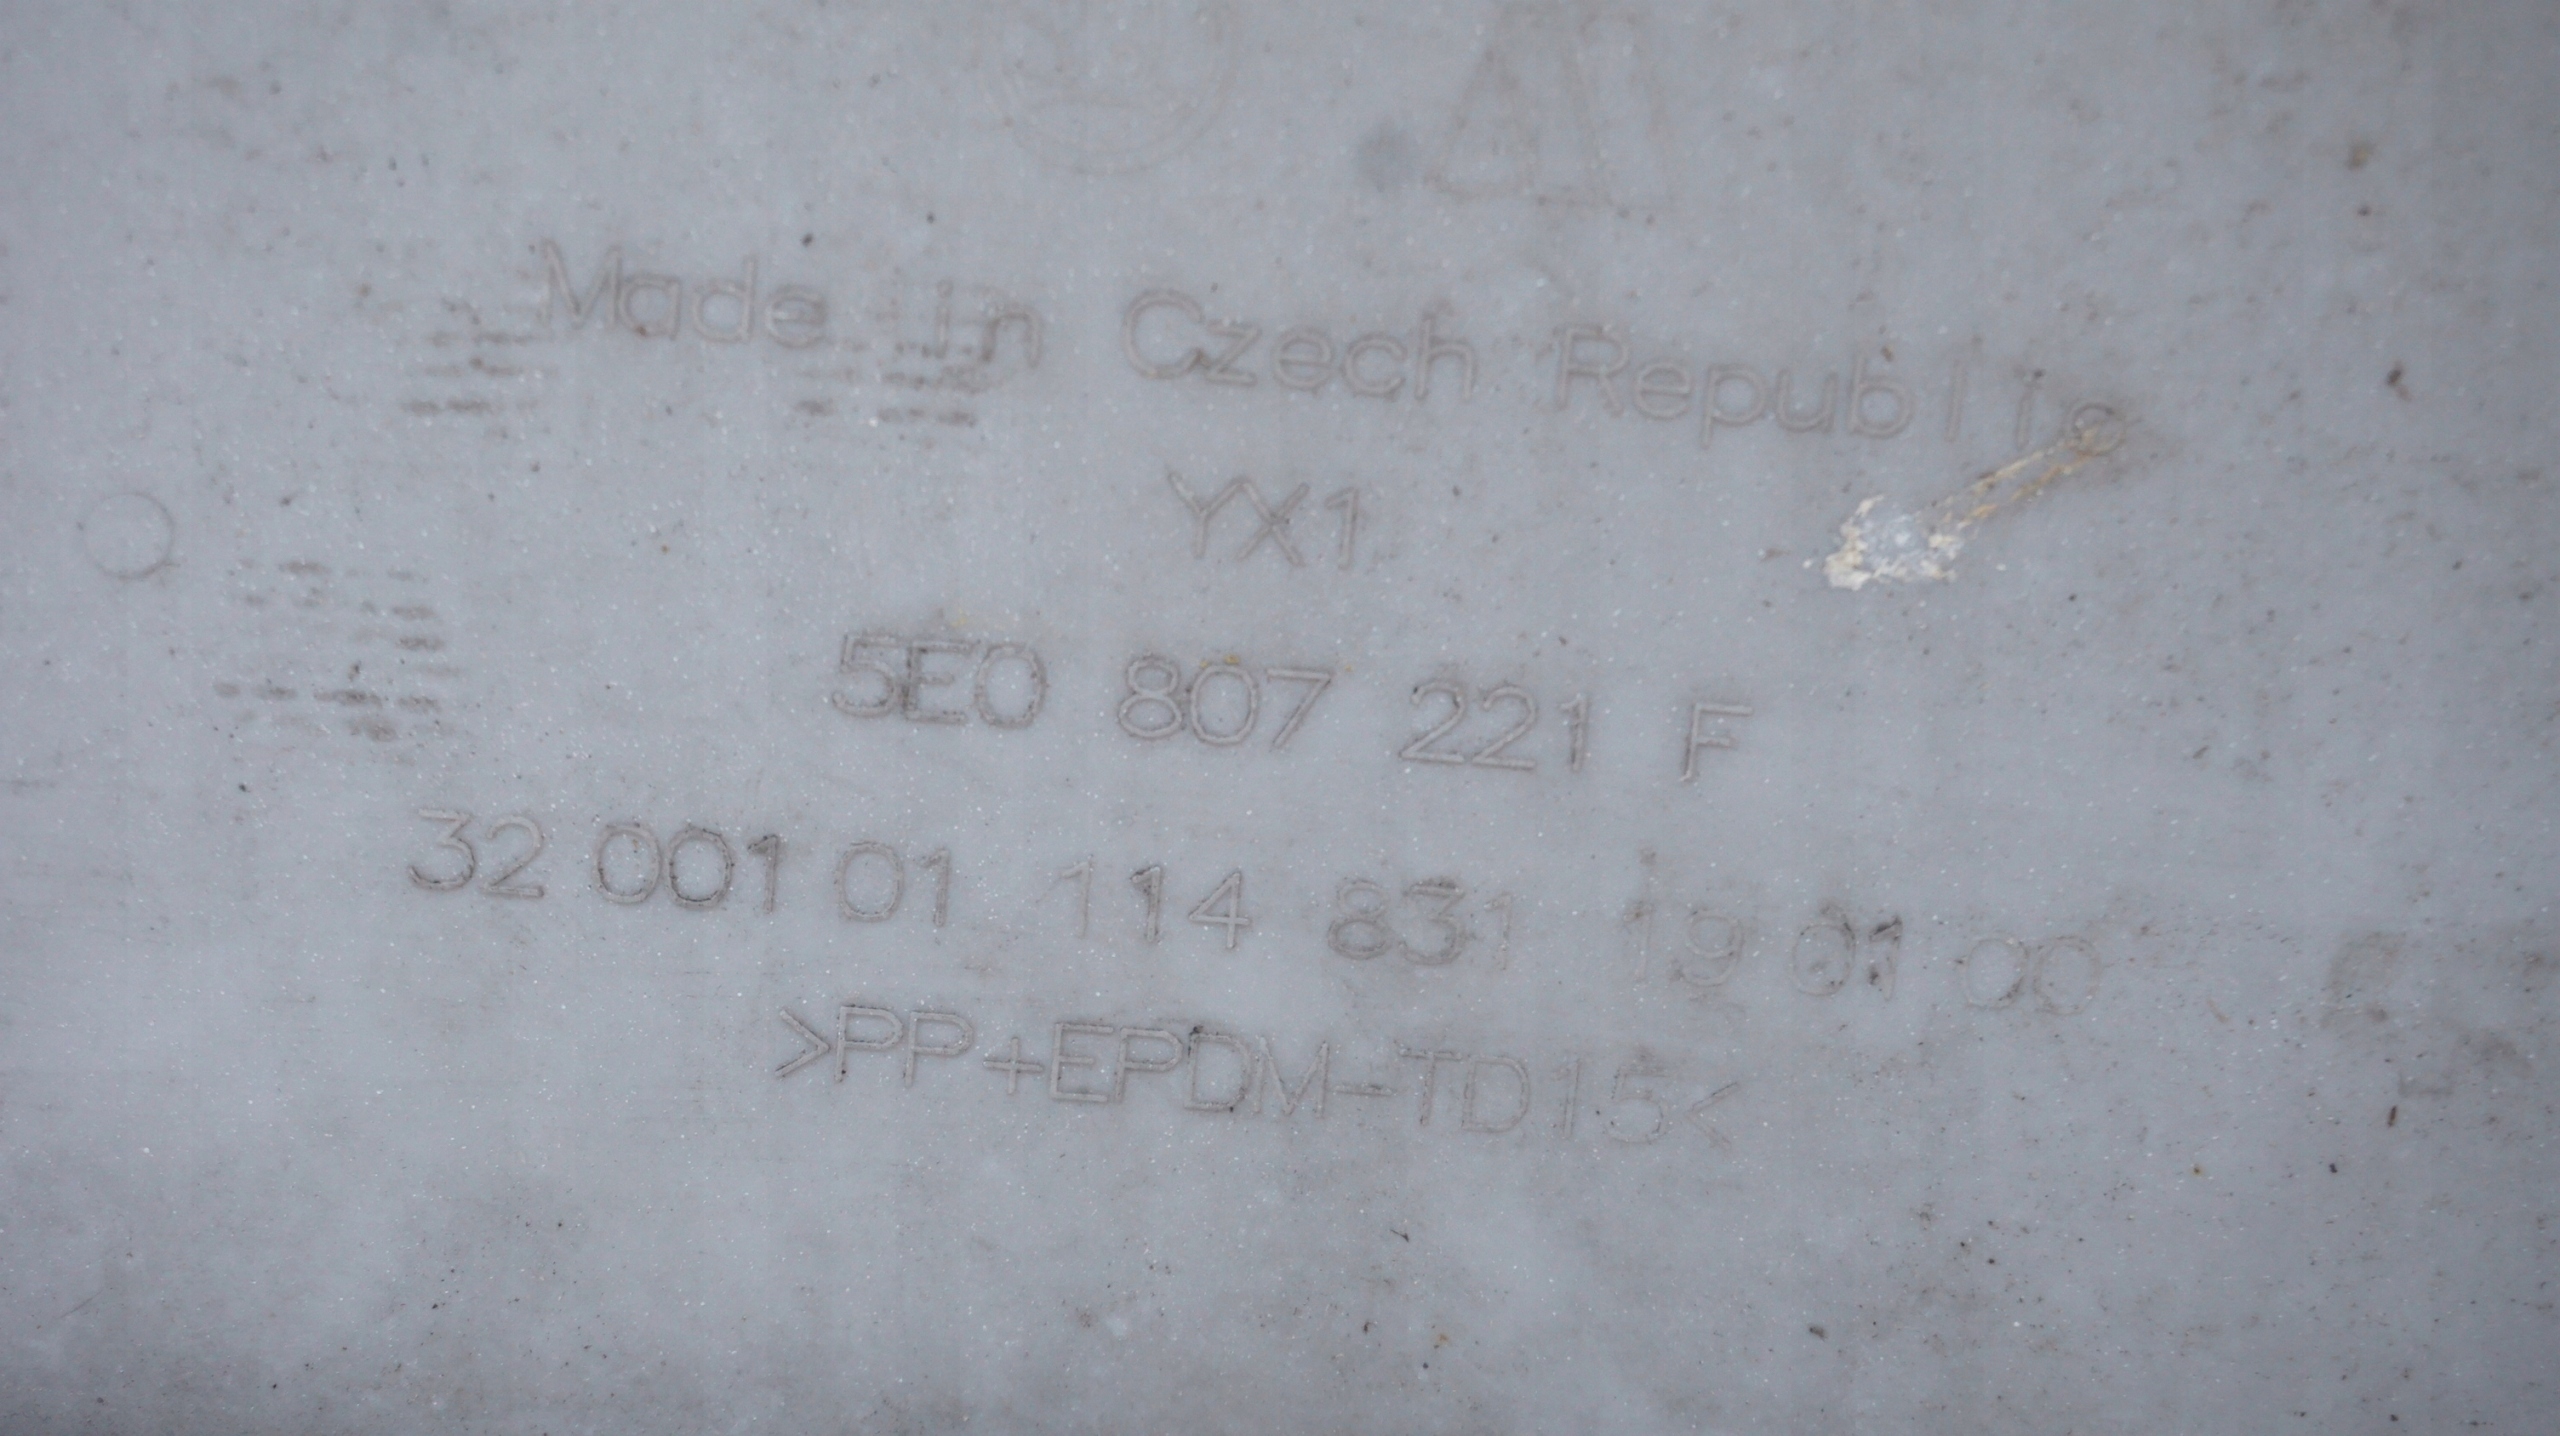 Made in Czech Republic
YX1
5E0 807 221 F
32 001 01 114 831 19 01 00
>PP+EPDM-TD15<